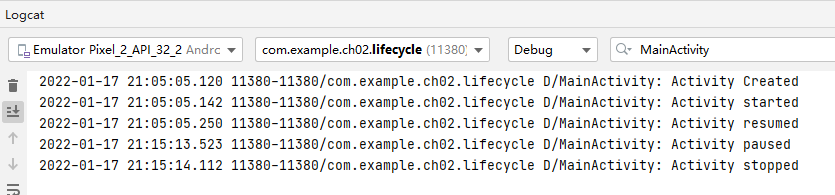 Logcat
Emulator Pixel_2_API_32_2 Andrc com.example.ch02.lifecycle (11380) Debug MainActivity
2022-01-17 21:05:05.120 11380-11380/com.example.ch02.lifecycle D/MainActivity: Activity Created
2022-01-17 21:05:05.142 11380-11380/com.example.ch02.lifecycle D/MainActivity: Activity started
2022-01-17 21:05:05.250 11380-11380/com.example.ch02.lifecycle D/MainActivity: Activity resumed
2022-01-17 21:15:13.523 11380-11380/com.example.ch02.lifecycle D/MainActivity: Activity paused
2022-01-17 21:15:14.112 11380-11380/com.example.ch02.lifecycle D/MainActivity: Activity stopped